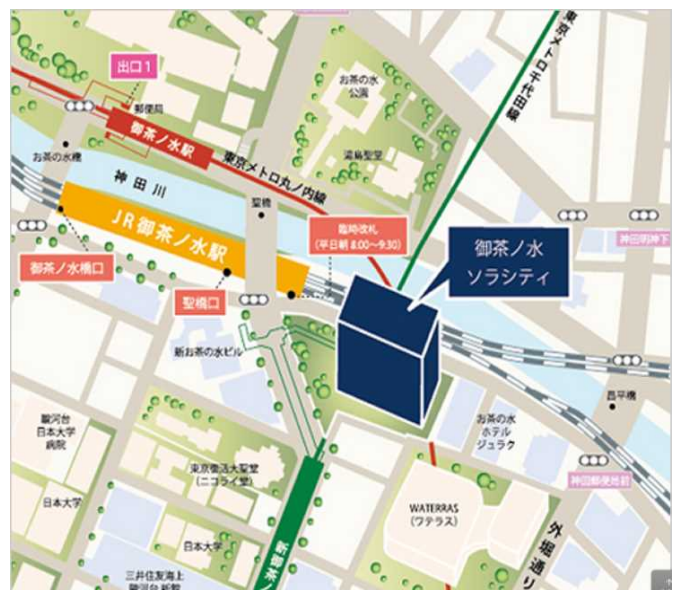 東京メトロ千代田線
出口1
お茶の水
公園
郵便局
御茶ノ水駅
東京メトロ丸ノ内線
湯島聖堂
お茶の水橋
神田川
聖橋
臨時改札
(平日朝 8:00〜9:30)
御茶ノ水
ソラシティ
神田明神下
JR御茶ノ水駅
御茶ノ水橋口
聖橋口
新お茶の水ビル
昌平橋
お茶の水
ホテル
ジュラク
駿河台
日本大学
病院
東京復活大聖堂
(ニコライ堂)
神田郵便局前
日本大学
WATERRAS
(ワテラス)
日本大学
新御茶ノ
外堀通り
三井住友海上
駿河台新館